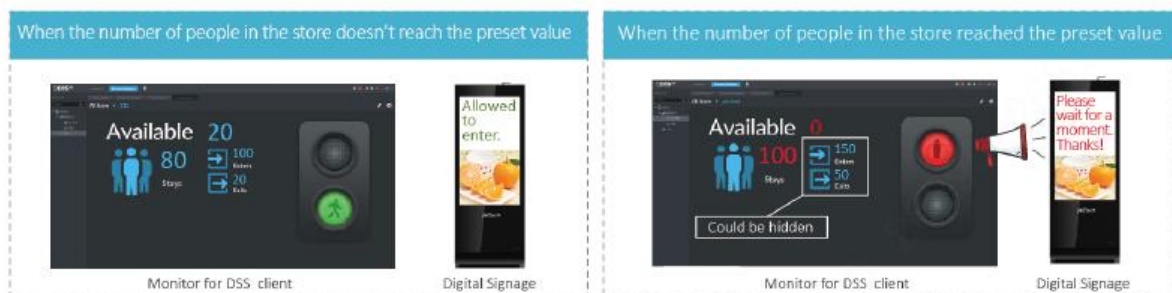 When the number of people in the store doesn't reach the preset value
Available 20
80
Stays
100
Enters
20
Exits
Allowed
to
enter.
Monitor for DSS client
Digital Signage
When the number of people in the store reached the preset value
Available 0
100
Stays
150
Enters
50
Exits
Could be hidden
Please
wait for a
moment.
Thanks!
Monitor for DSS client
Digital Signage